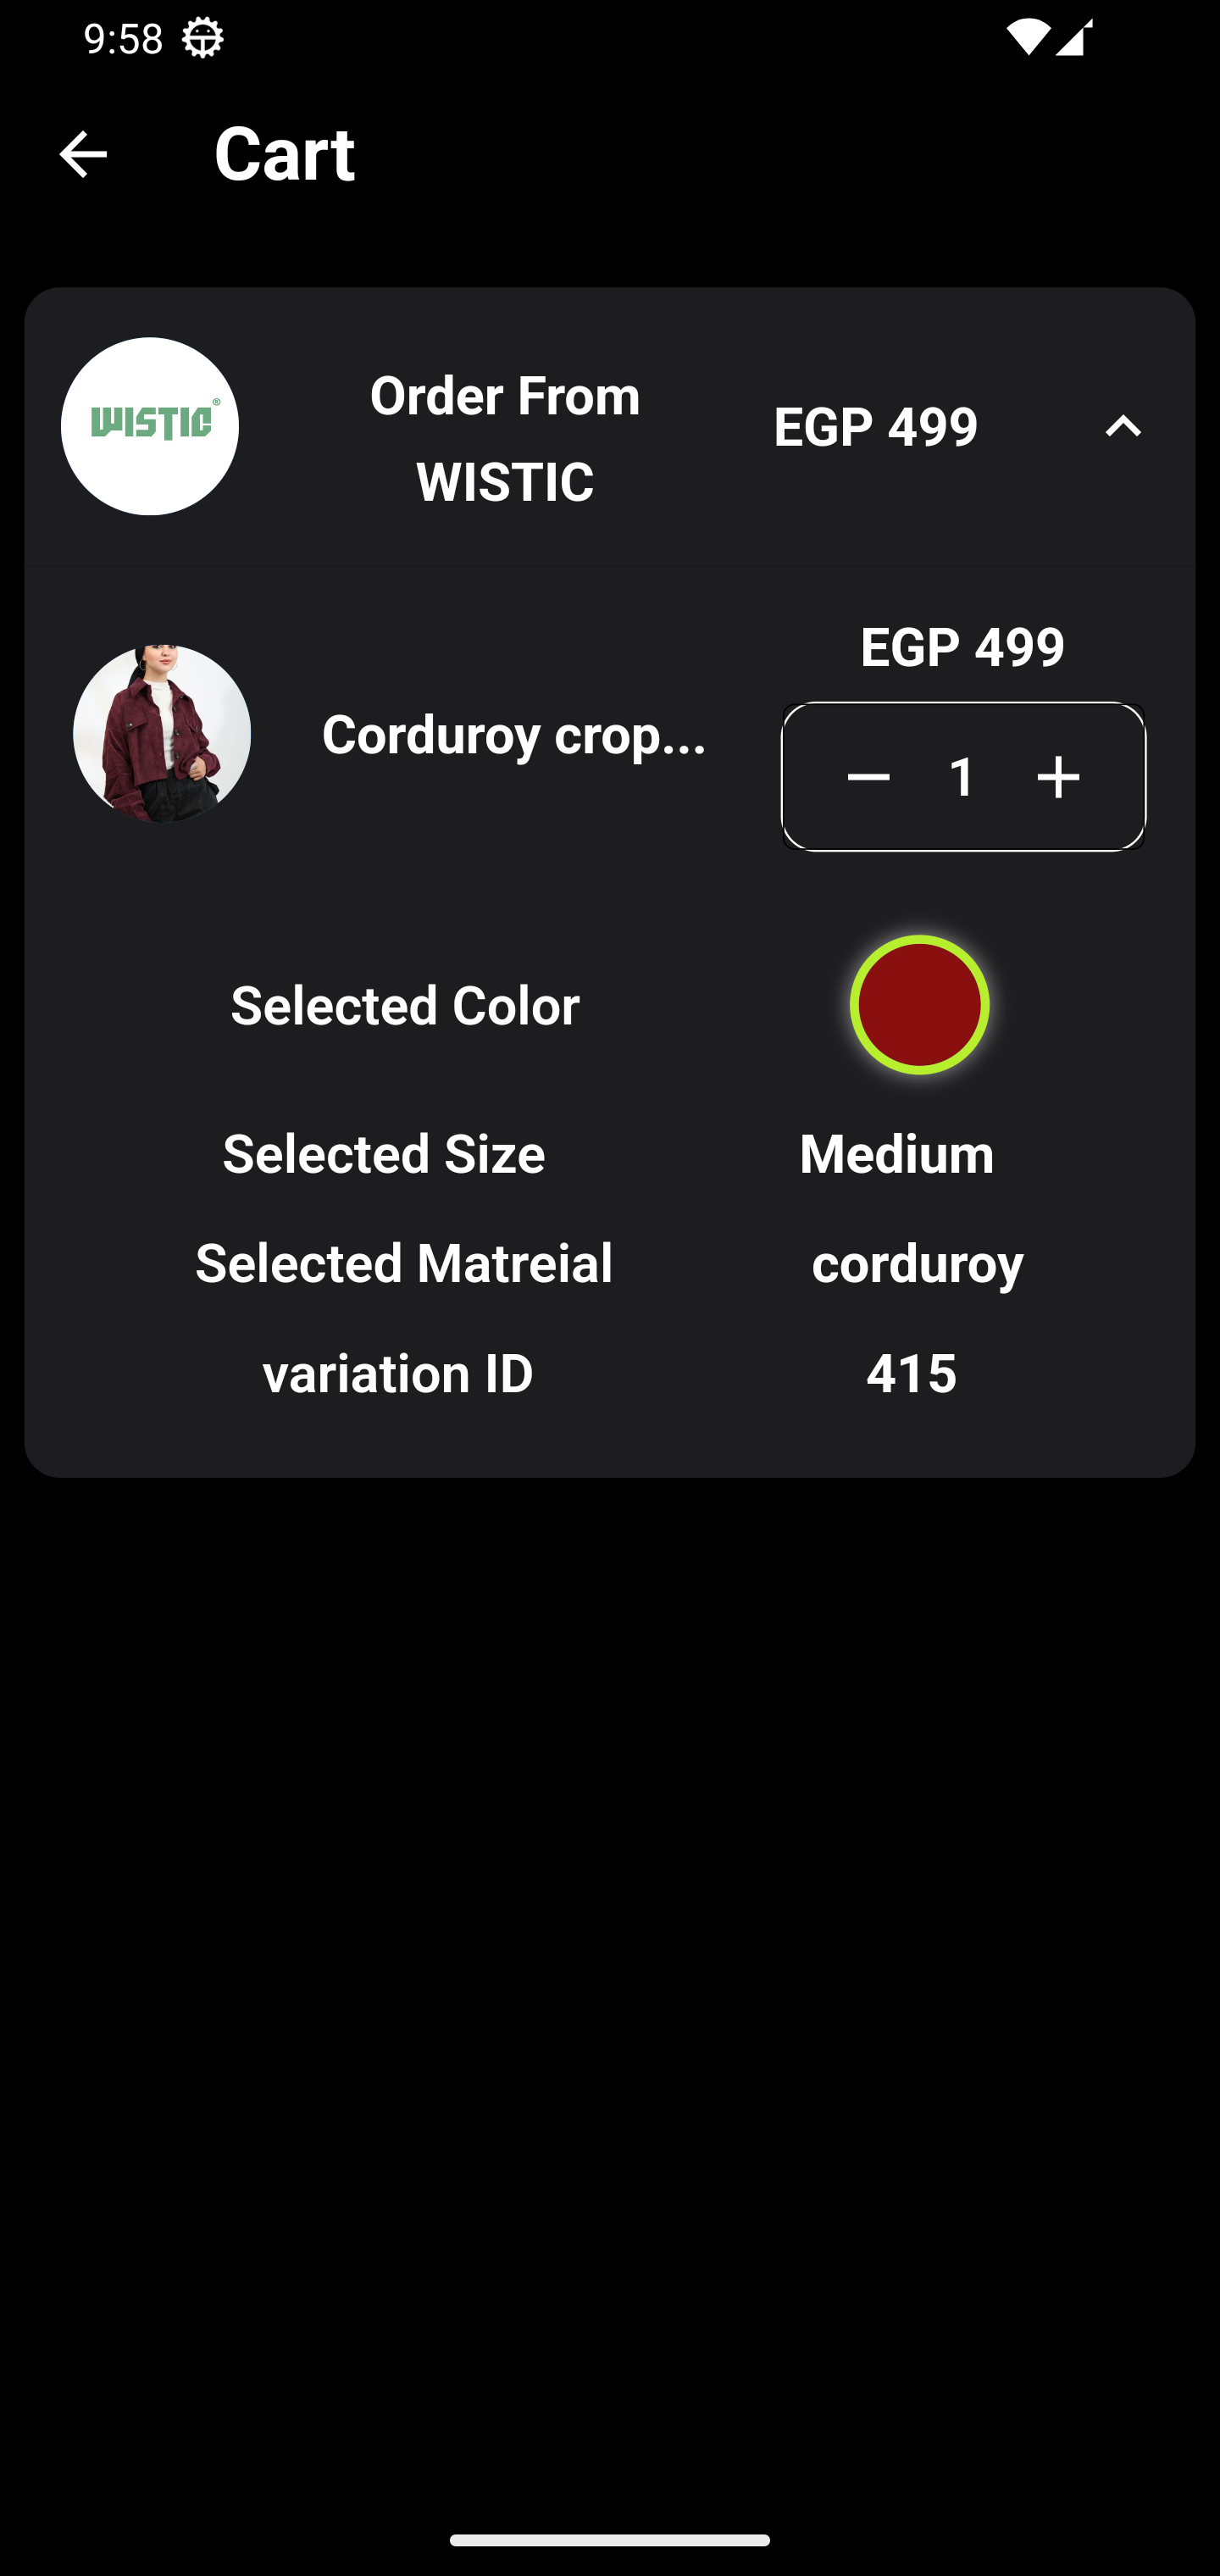 9:58
Cart
WISTIC®
Order From
WISTIC
EGP 499
EGP 499
Corduroy crop...
1
Selected Color
Selected Size Medium
Selected Matreial corduroy
variation ID 415